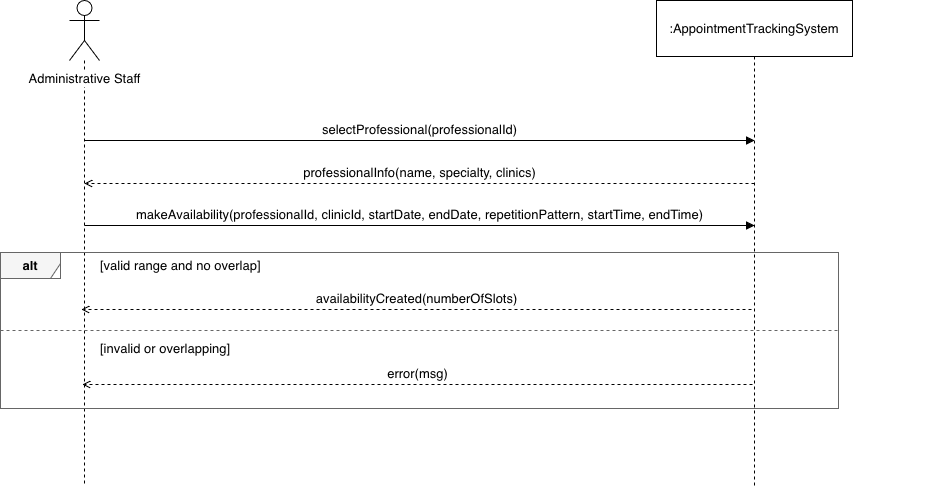 :AppointmentTrackingSystem
Administrative Staff
selectProfessional(professionalId)
professionalInfo(name, specialty, clinics)
makeAvailability(professionalId, clinicId, startDate, endDate, repetitionPattern, startTime, endTime)
alt
[valid range and no overlap]
availabilityCreated(numberOfSlots)
[invalid or overlapping]
error(msg)